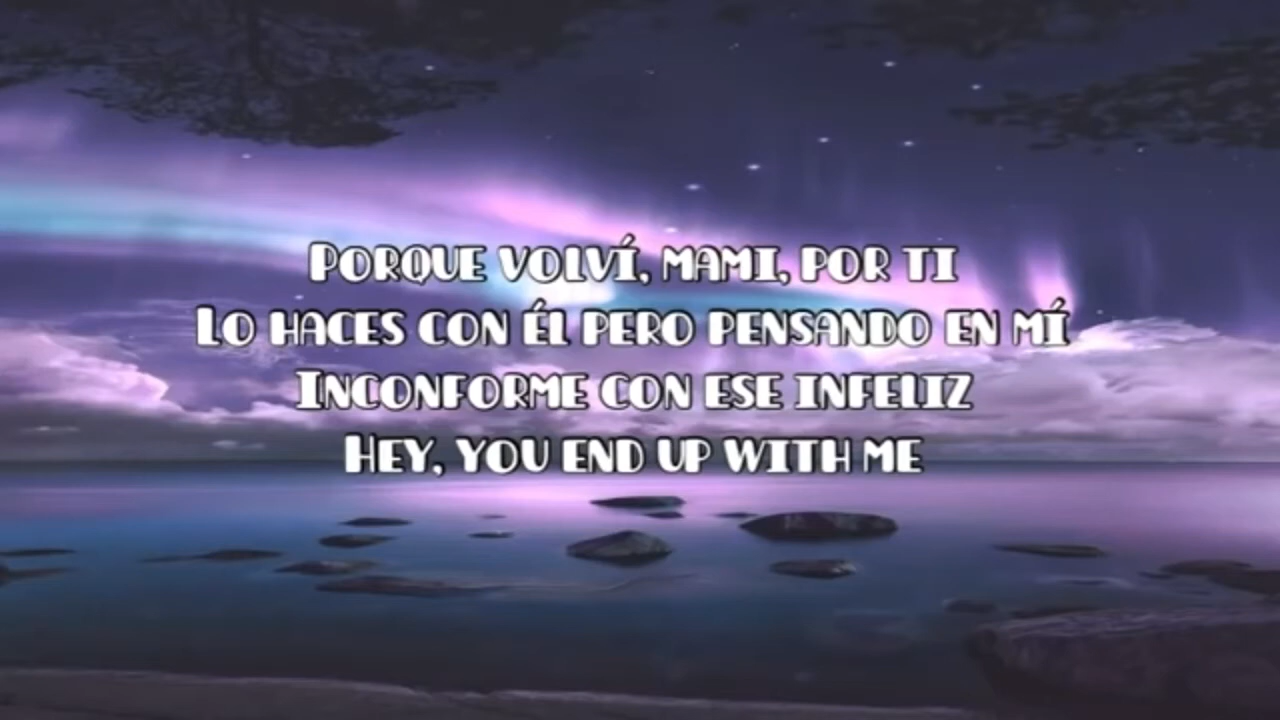 Porque volví, mami, por ti
Lo haces con él pero pensando en mí
Inconforme con ese infeliz
Hey, you end up with me